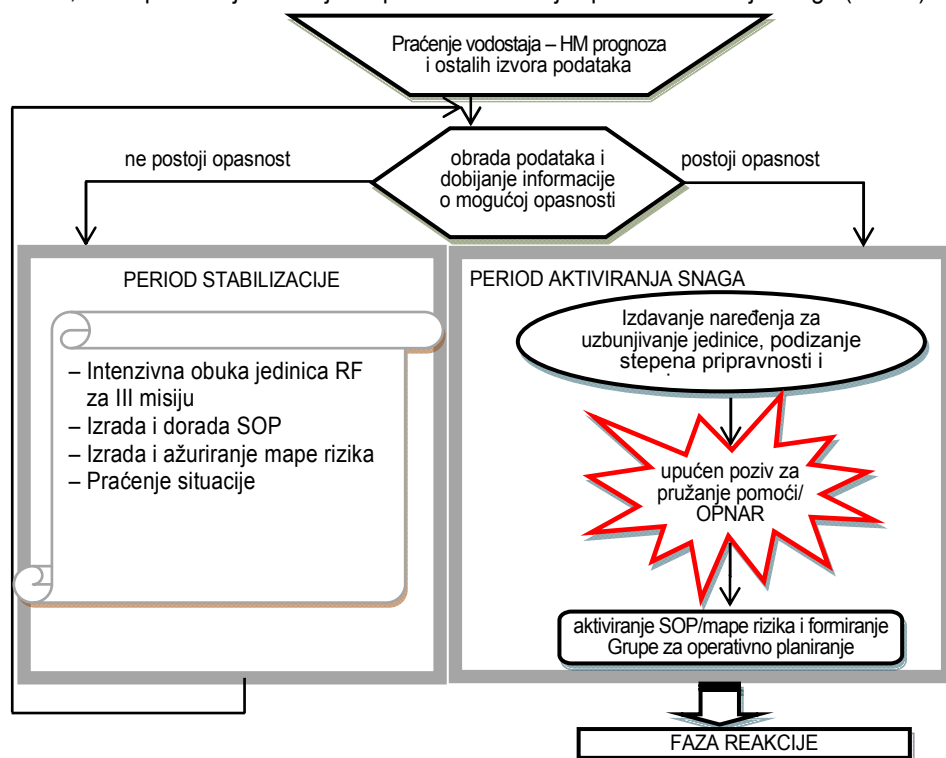 Praćenje vodostaja – HM prognoza
i ostalih izvora podataka
ne postoji opasnost
obrada podataka i
dobijanje informacije
o mogućoj opasnosti
postoji opasnost
PERIOD STABILIZACIJE
– Intenzivna obuka jedinica RF
za III misiju
– Izrada i dorada SOP
– Izrada i ažuriranje mape rizika
– Praćenje situacije
PERIOD AKTIVIRANJA SNAGA
Izdavanje naređenja za
uzbunjivanje jedinice, podizanje
stepena pripravnosti i
upućen poziv za
pružanje pomoći/
OPNAR
aktiviranje SOP/mape rizika i formiranje
Grupe za operativno planiranje
FAZA REAKCIJE